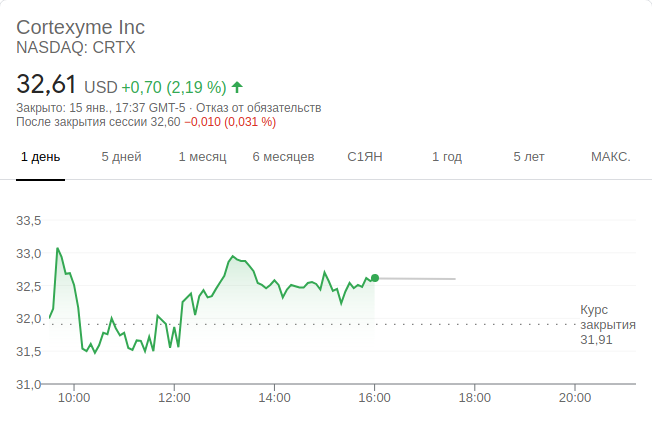 Cortexyme Inc
NASDAQ: CRTX
32,61 USD +0,70 (2,19 %)
Закрыто: 15 янв., 17:37 GMT-5 · Отказ от обязательств
После закрытия сессии 32,60 −0,010 (0,031 %)
1 день 5 дней 1 месяц 6 месяцев С1ЯН 1 год 5 лет МАКС.
33,5
33,0
32,5
32,0
31,5
31,0
Курс
закрытия
31,91
10:00 12:00 14:00 16:00 18:00 20:00